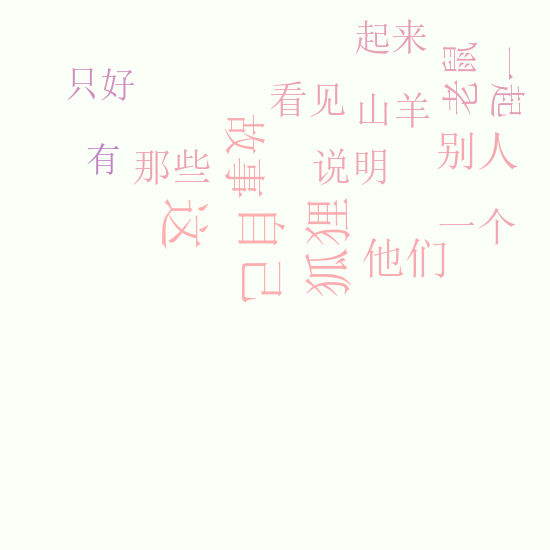 起来
老鼠
一起
只好
看见
山羊
故事
别人
有
那些
说明
这
自己
狐狸
一个
他们